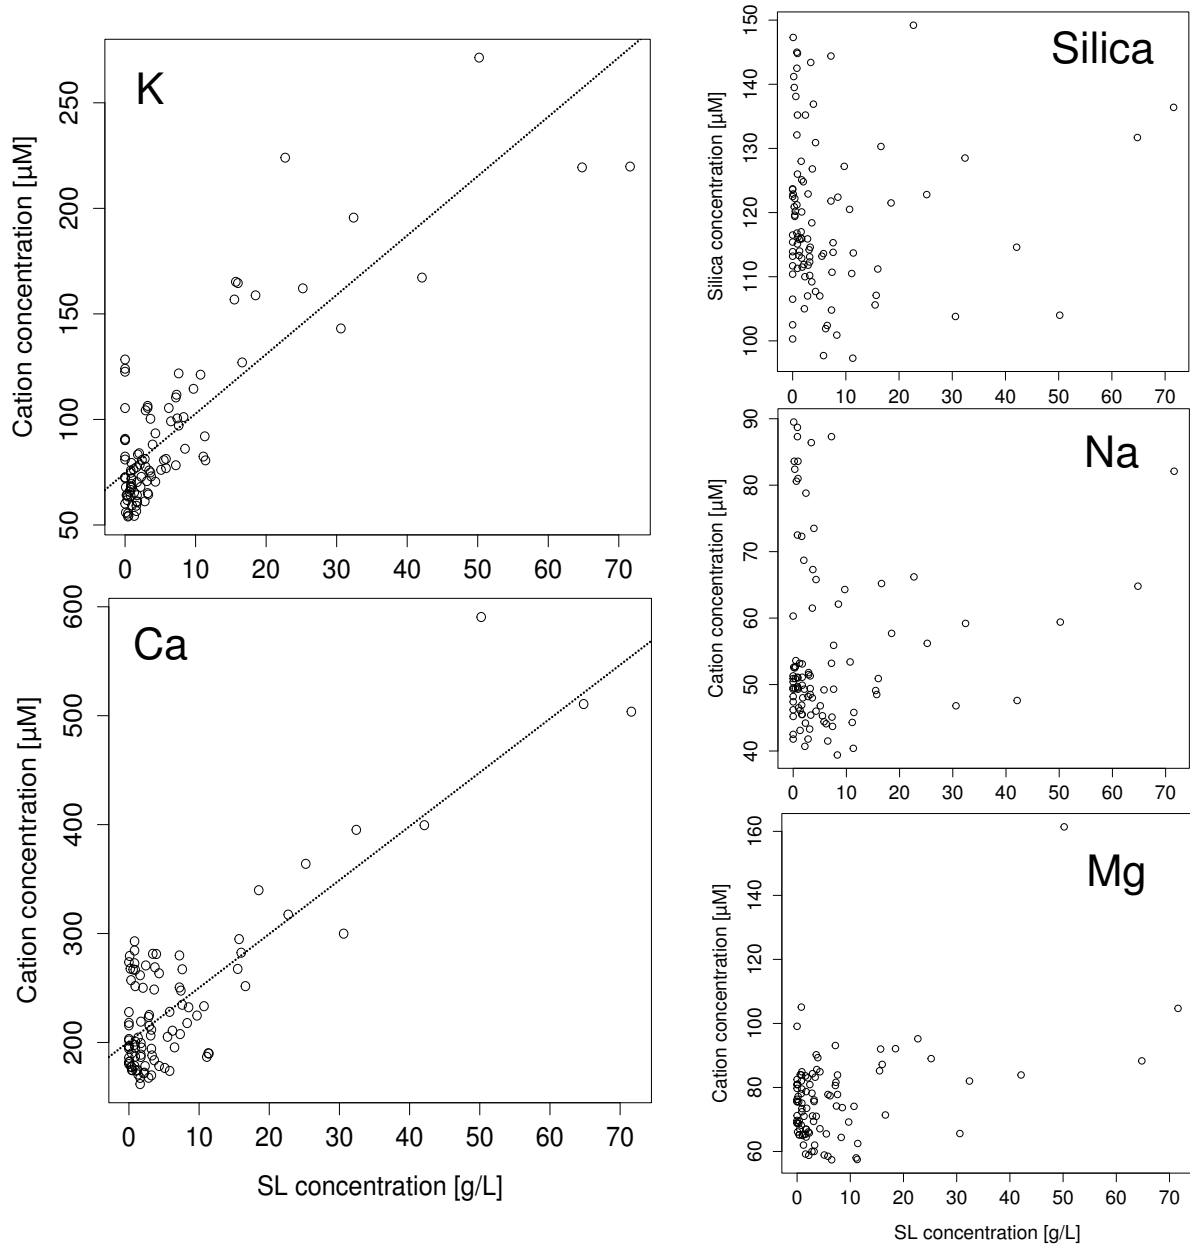 K
Cation concentration [µM]
50
100
150
200
250
0 10 20 30 40 50 60 70
Ca
Cation concentration [µM]
200
300
400
500
600
0 10 20 30 40 50 60 70
SL concentration [g/L]
Silica
Silica concentration [µM]
100
110
120
130
140
150
0 10 20 30 40 50 60 70
Na
Cation concentration [µM]
40
50
60
70
80
90
0 10 20 30 40 50 60 70
Mg
Cation concentration [µM]
60
80
100
120
140
160
0 10 20 30 40 50 60 70
SL concentration [g/L]